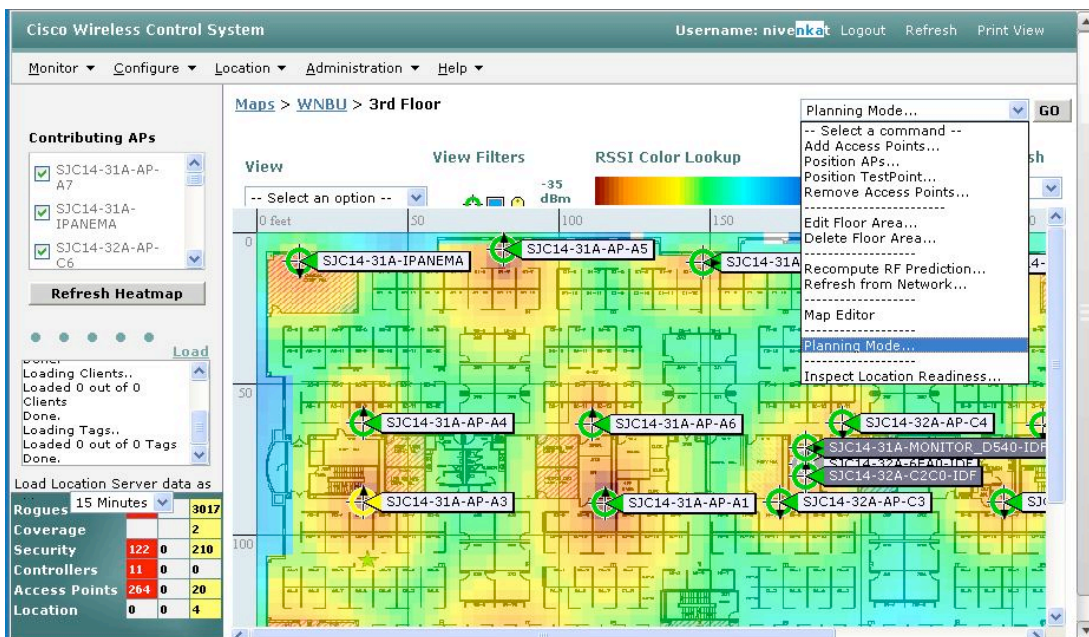 Cisco Wireless Control System
Username: nivenkat Logout Refresh Print View
Monitor Configure Location Administration Help
Maps > WNBU > 3rd Floor
Planning Mode... GO
-- Select a command --
Add Access Points...
Position APs...
Position TestPoint...
Remove Access Points...
--------------------
Edit Floor Area...
Delete Floor Area...
--------------------
Recompute RF Prediction...
Refresh from Network...
--------------------
Map Editor
--------------------
Planning Mode...
--------------------
Inspect Location Readiness...
Contributing APs
SJC14-31A-AP-
A7
SJC14-31A-
IPANEMA
SJC14-32A-AP-
C6
Refresh Heatmap
Load
Loading Clients..
Loaded 0 out of 0
Clients
Done.
Loading Tags..
Loaded 0 out of 0 Tags
Done.
Load Location Server data as
15 Minutes
Rogues 3017
Coverage 2
Security 122 0 210
Controllers 11 0 0
Access Points 264 0 20
Location 0 0 4
View
-- Select an option --
View Filters
RSSI Color Lookup
-35
dBm
0 feet 50 100 150
0
50
100
SJC14-31A-IPANEMA
SJC14-31A-AP-A5
SJC14-31A
SJC14-31A-AP-A4
SJC14-31A-AP-A6
SJC14-32A-AP-C4
SJC14-31A-MONITOR_D540-IDF
SJC14-32A-C2C0-IDF
SJC14-31A-AP-A3
SJC14-31A-AP-A1
SJC14-32A-AP-C3